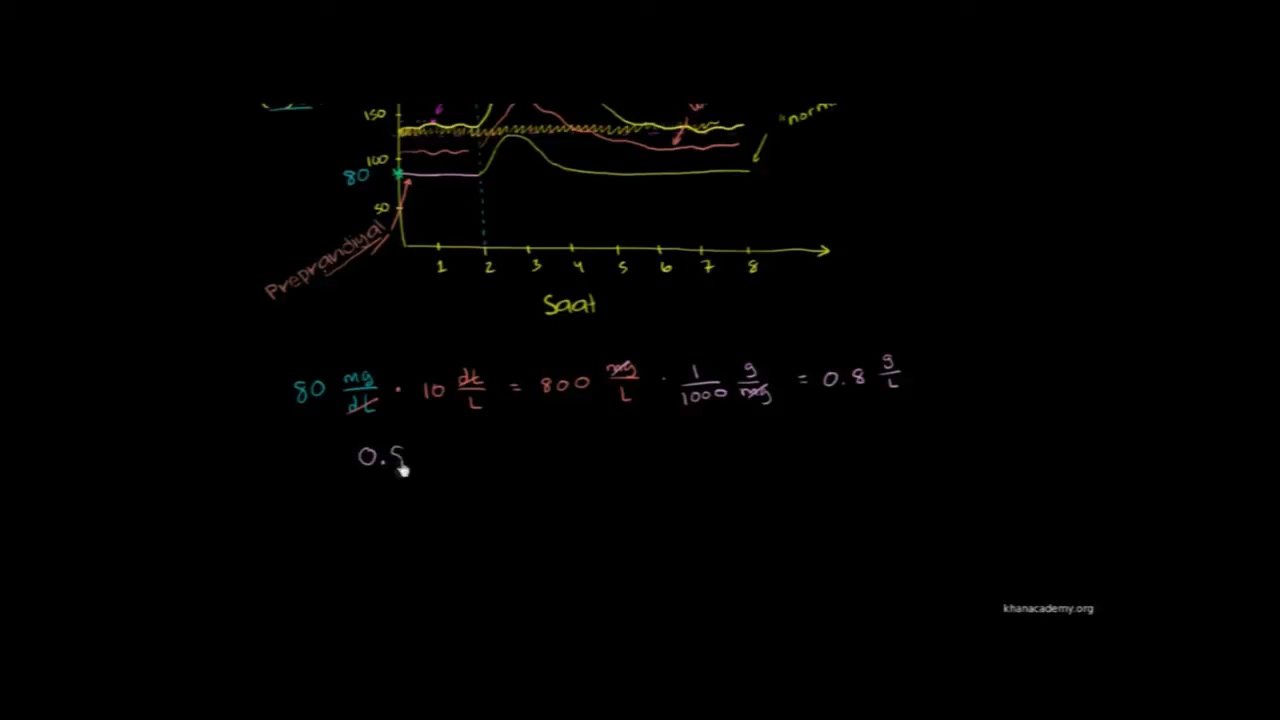 150
"norm
100
80
50
Preprandiyal
1 2 3 4 5 6 7 8
Saat
80 mg/dL · 10 dL/L = 800 mg/L · 1/1000 g/mg = 0.8 g/L
0.
khanacademy.org